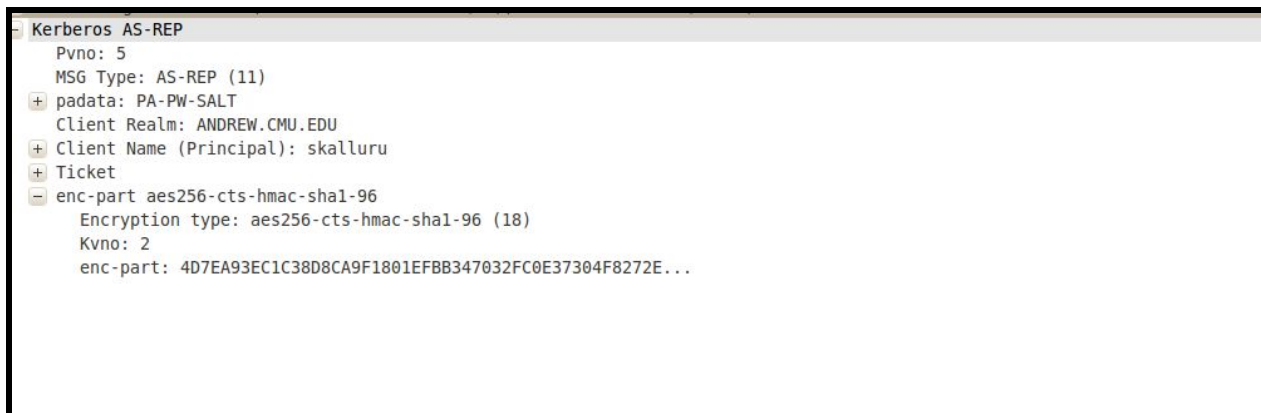 Kerberos AS-REP
Pvno: 5
MSG Type: AS-REP (11)
padata: PA-PW-SALT
Client Realm: ANDREW.CMU.EDU
Client Name (Principal): skalluru
Ticket
enc-part aes256-cts-hmac-sha1-96
Encryption type: aes256-cts-hmac-sha1-96 (18)
Kvno: 2
enc-part: 4D7EA93EC1C38D8CA9F1801EFBB347032FC0E37304F8272E...